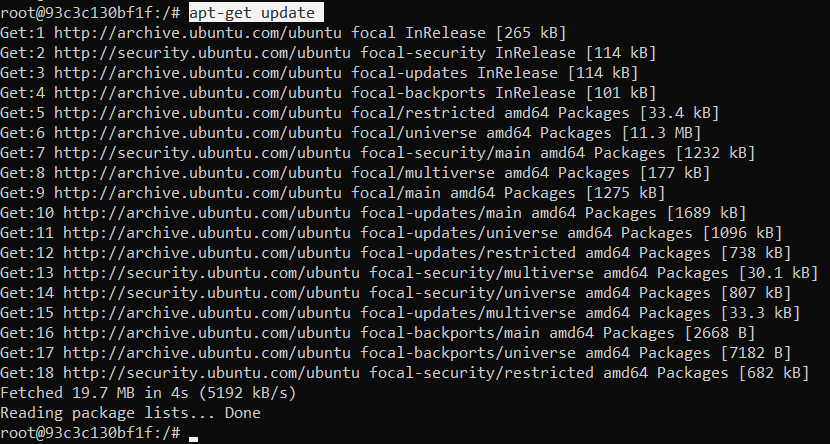 root@93c3c130bf1f:/# apt-get update
Get:1 http://archive.ubuntu.com/ubuntu focal InRelease [265 kB]
Get:2 http://security.ubuntu.com/ubuntu focal-security InRelease [114 kB]
Get:3 http://archive.ubuntu.com/ubuntu focal-updates InRelease [114 kB]
Get:4 http://archive.ubuntu.com/ubuntu focal-backports InRelease [101 kB]
Get:5 http://archive.ubuntu.com/ubuntu focal/restricted amd64 Packages [33.4 kB]
Get:6 http://archive.ubuntu.com/ubuntu focal/universe amd64 Packages [11.3 MB]
Get:7 http://security.ubuntu.com/ubuntu focal-security/main amd64 Packages [1232 kB]
Get:8 http://archive.ubuntu.com/ubuntu focal/multiverse amd64 Packages [177 kB]
Get:9 http://archive.ubuntu.com/ubuntu focal/main amd64 Packages [1275 kB]
Get:10 http://archive.ubuntu.com/ubuntu focal-updates/main amd64 Packages [1689 kB]
Get:11 http://archive.ubuntu.com/ubuntu focal-updates/universe amd64 Packages [1096 kB]
Get:12 http://archive.ubuntu.com/ubuntu focal-updates/restricted amd64 Packages [738 kB]
Get:13 http://security.ubuntu.com/ubuntu focal-security/multiverse amd64 Packages [30.1 kB]
Get:14 http://security.ubuntu.com/ubuntu focal-security/universe amd64 Packages [807 kB]
Get:15 http://archive.ubuntu.com/ubuntu focal-updates/multiverse amd64 Packages [33.3 kB]
Get:16 http://archive.ubuntu.com/ubuntu focal-backports/main amd64 Packages [2668 B]
Get:17 http://archive.ubuntu.com/ubuntu focal-backports/universe amd64 Packages [7182 B]
Get:18 http://security.ubuntu.com/ubuntu focal-security/restricted amd64 Packages [682 kB]
Fetched 19.7 MB in 4s (5192 kB/s)
Reading package lists... Done
root@93c3c130bf1f:/#